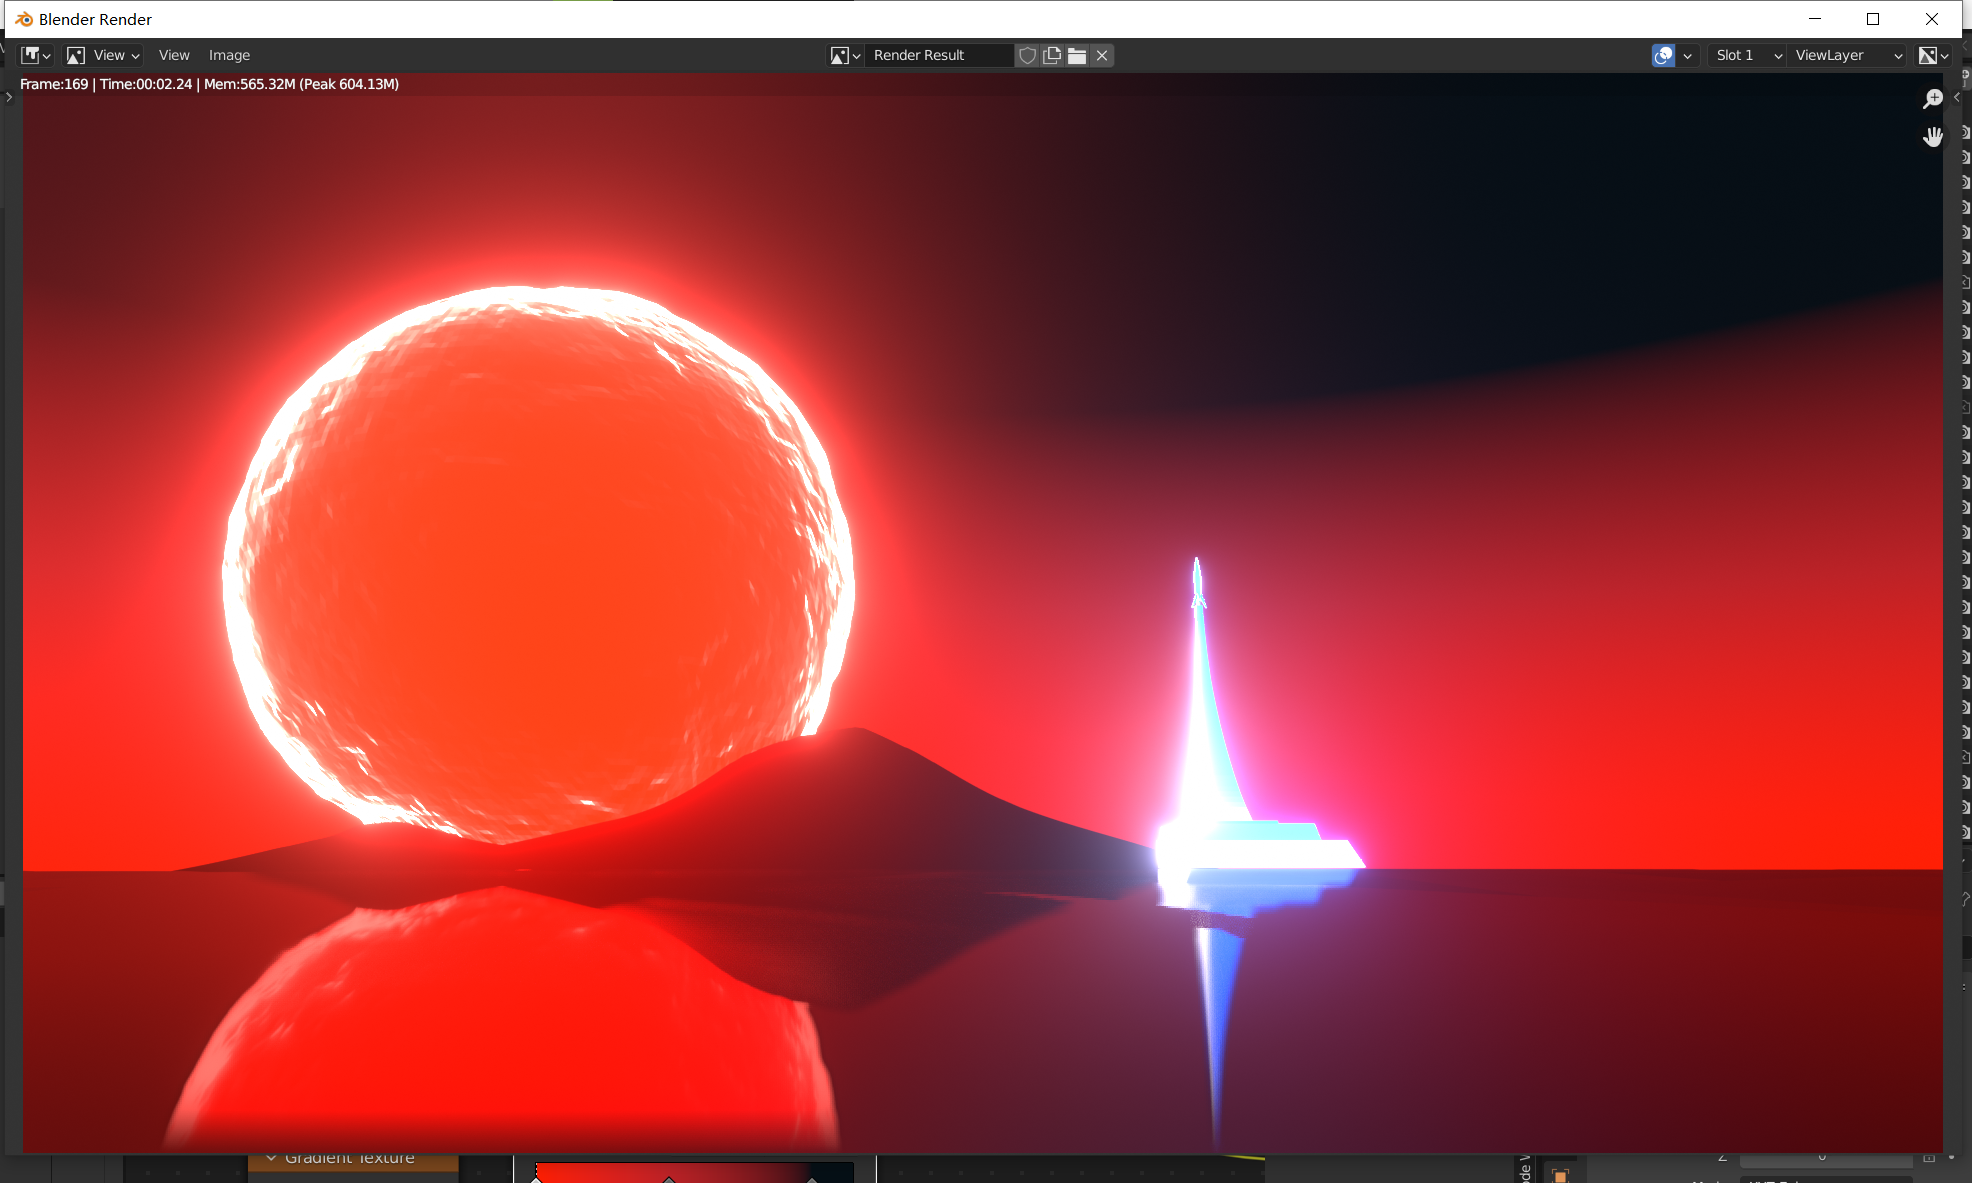 Blender Render
View View Image Render Result Slot 1 ViewLayer
Frame:169 | Time:00:02.24 | Mem:565.32M (Peak 604.13M)
Gradient Texture